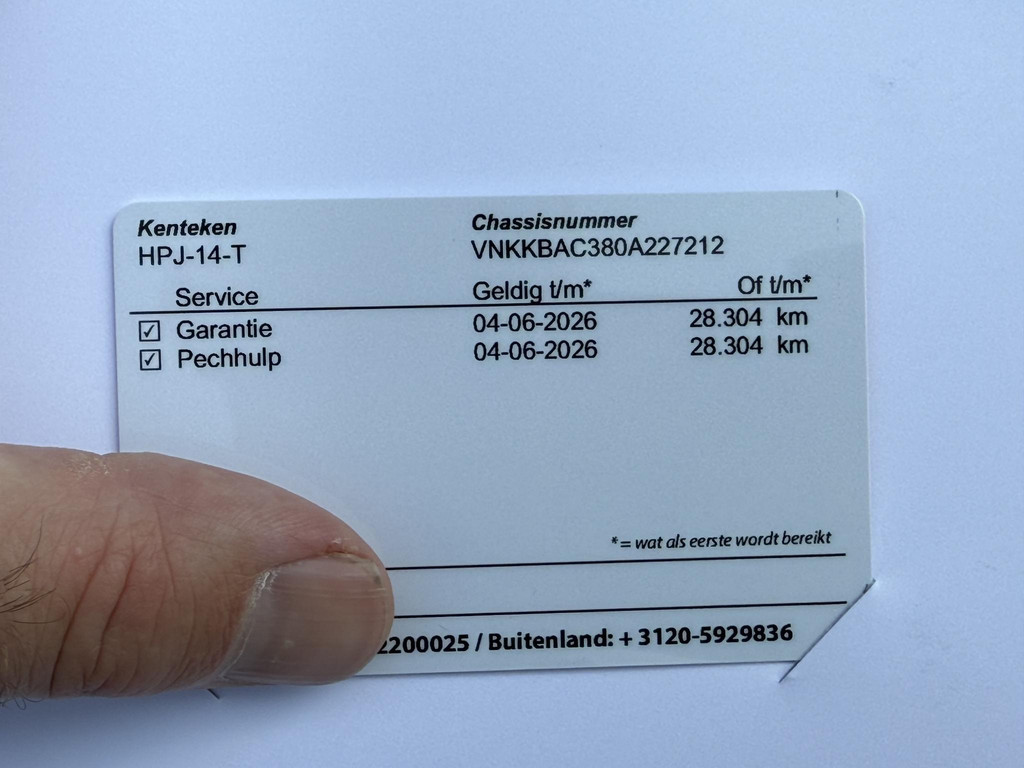 Kenteken Chassisnummer
HPJ-14-T VNKKBAC380A227212
Service Geldig t/m* Of t/m*
☑ Garantie 04-06-2026 28.304 km
☑ Pechhulp 04-06-2026 28.304 km
*= wat als eerste wordt bereikt
2200025 / Buitenland: + 3120-5929836